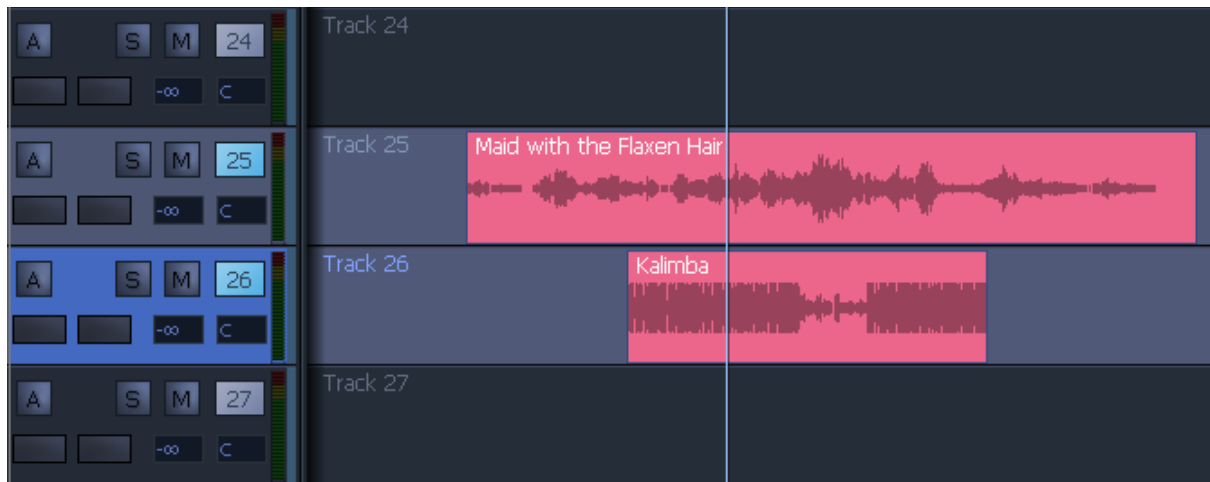 A S M 24 Track 24
-∞ C
A S M 25 Track 25 Maid with the Flaxen Hair
-∞ C
A S M 26 Track 26 Kalimba
-∞ C
A S M 27 Track 27
-∞ C